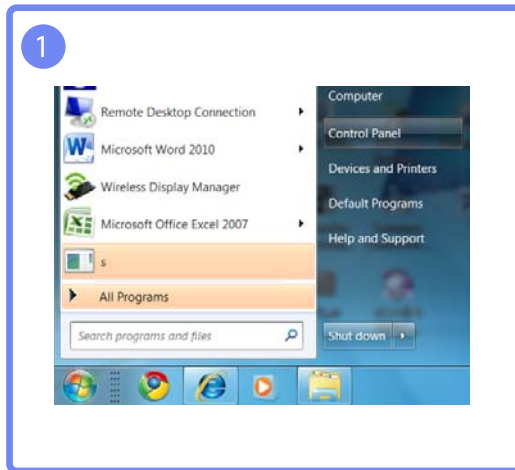 1
Remote Desktop Connection
Microsoft Word 2010
Wireless Display Manager
Microsoft Office Excel 2007
s
All Programs
Search programs and files
Computer
Control Panel
Devices and Printers
Default Programs
Help and Support
Shut down